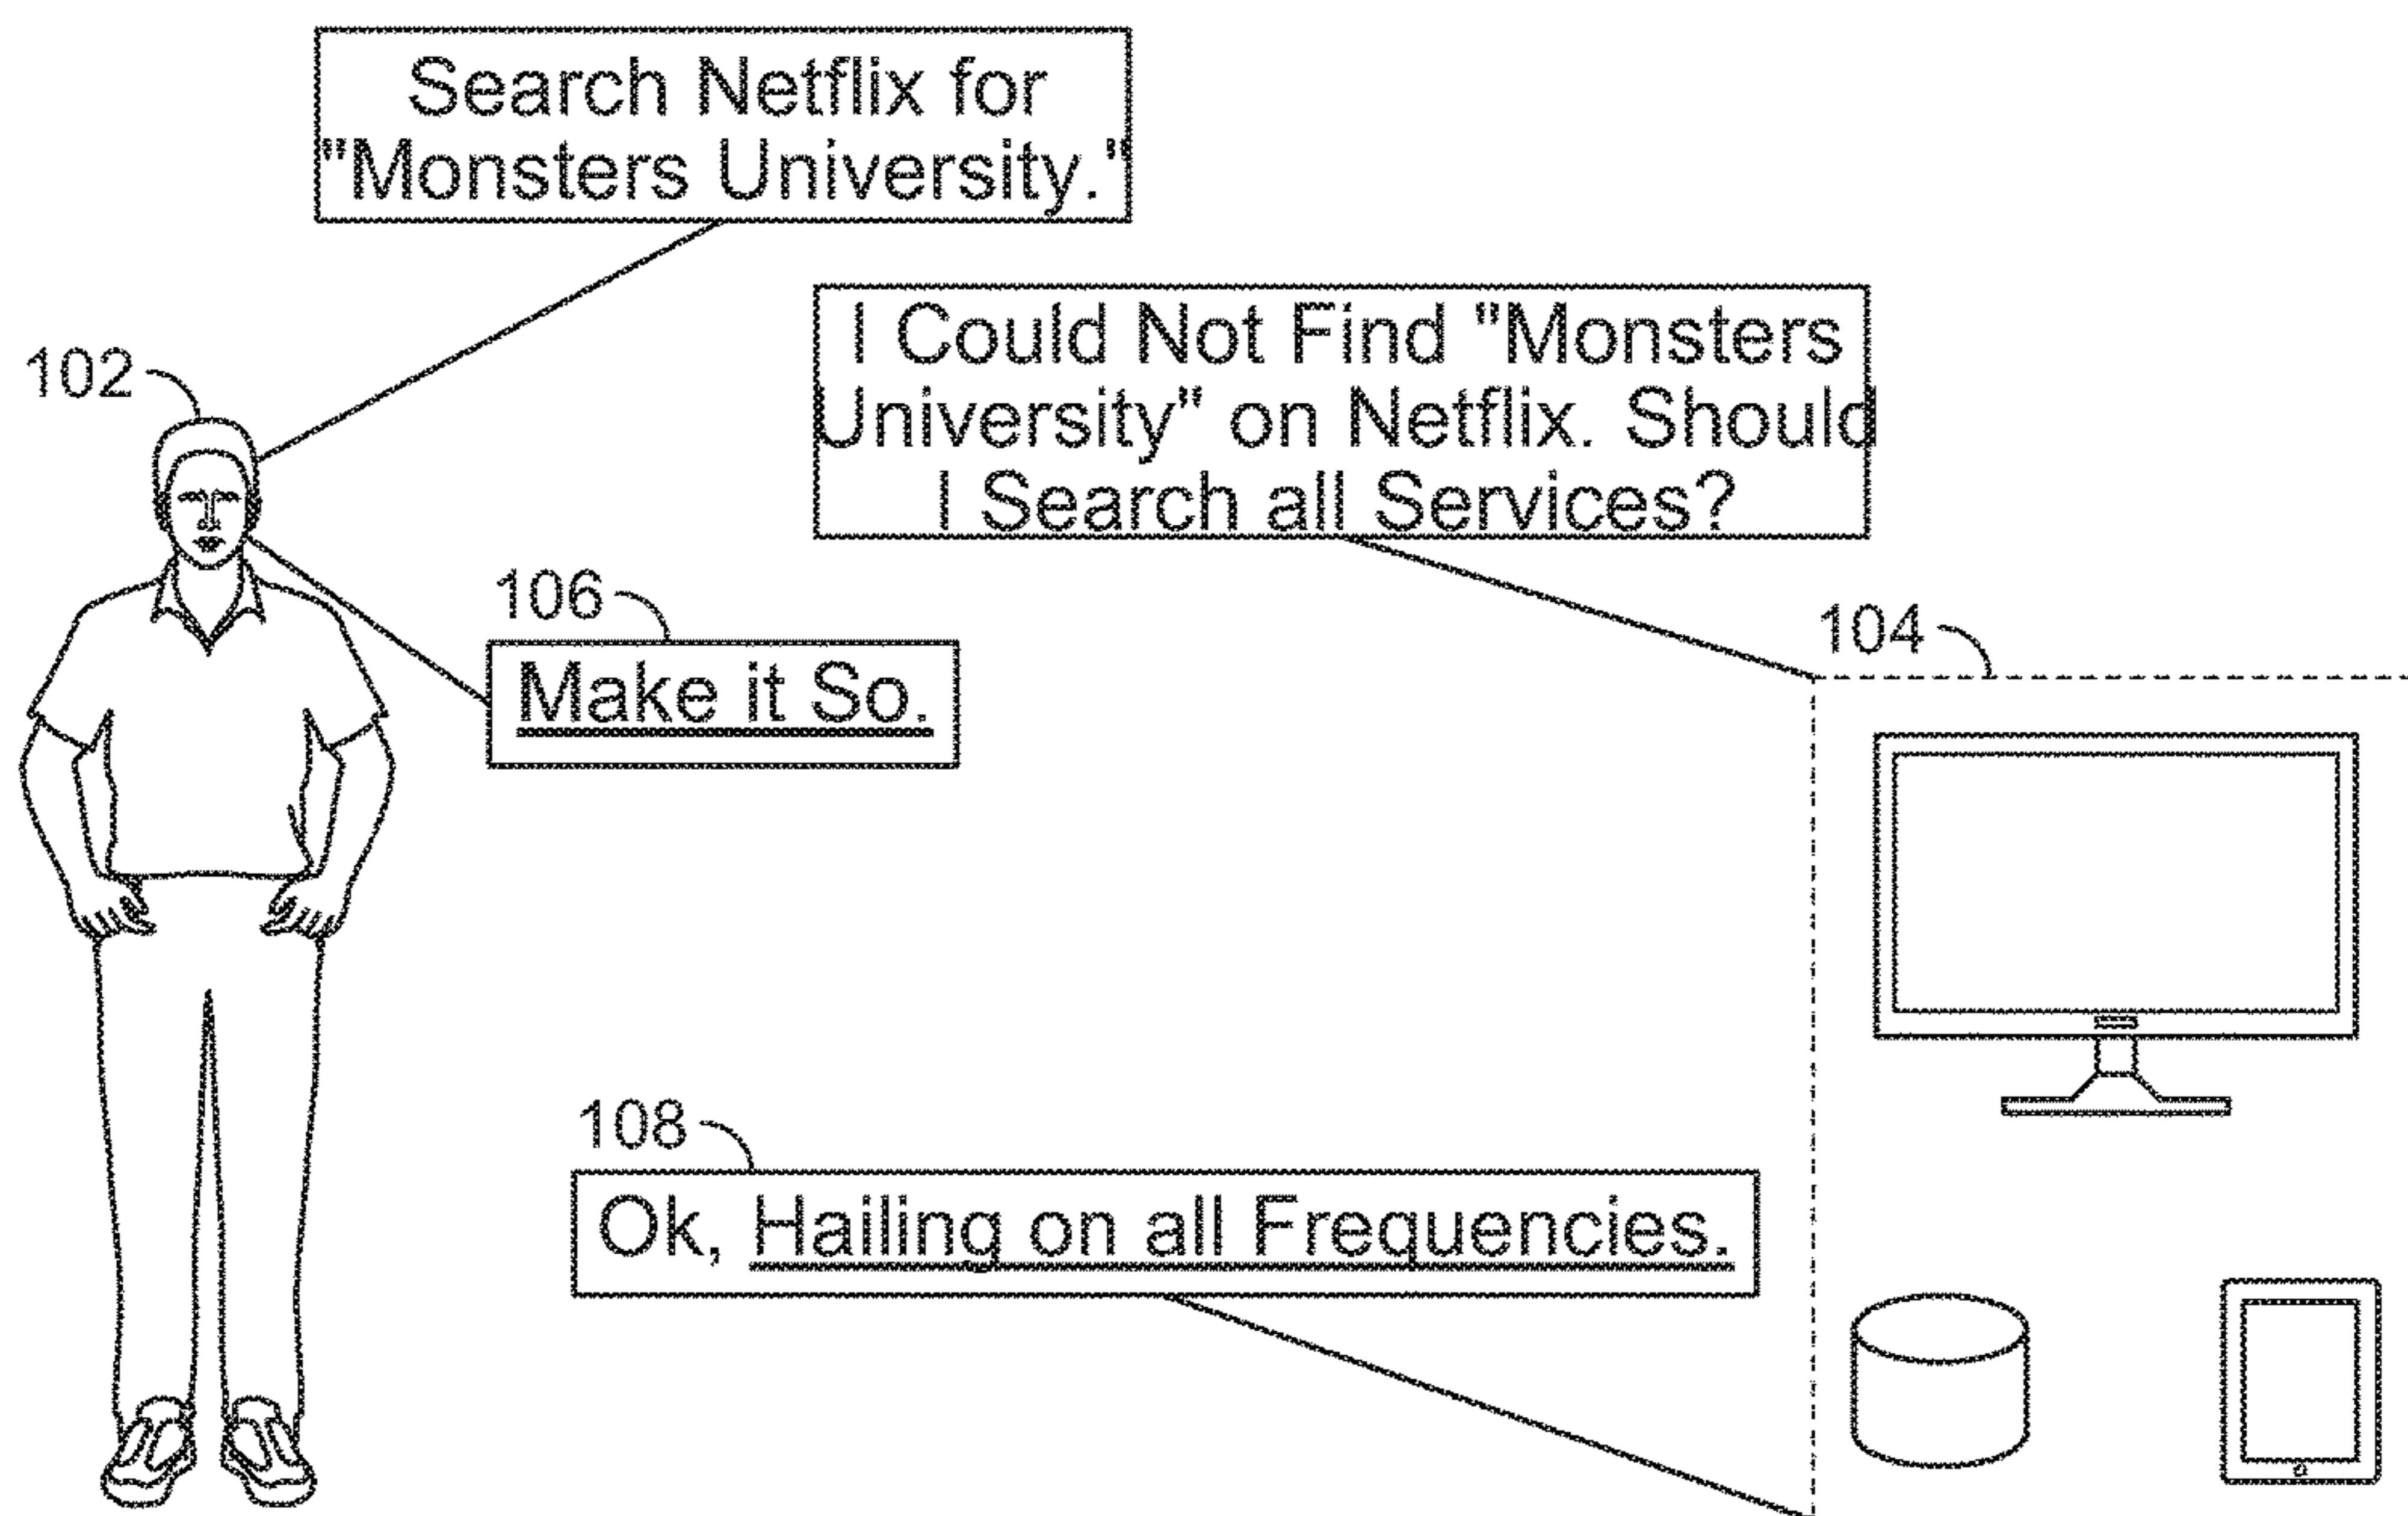 Search Netflix for
"Monsters University."
I Could Not Find "Monsters
University" on Netflix. Should
I Search all Services?
102
106
Make it So.
104
108
Ok, Hailing on all Frequencies.